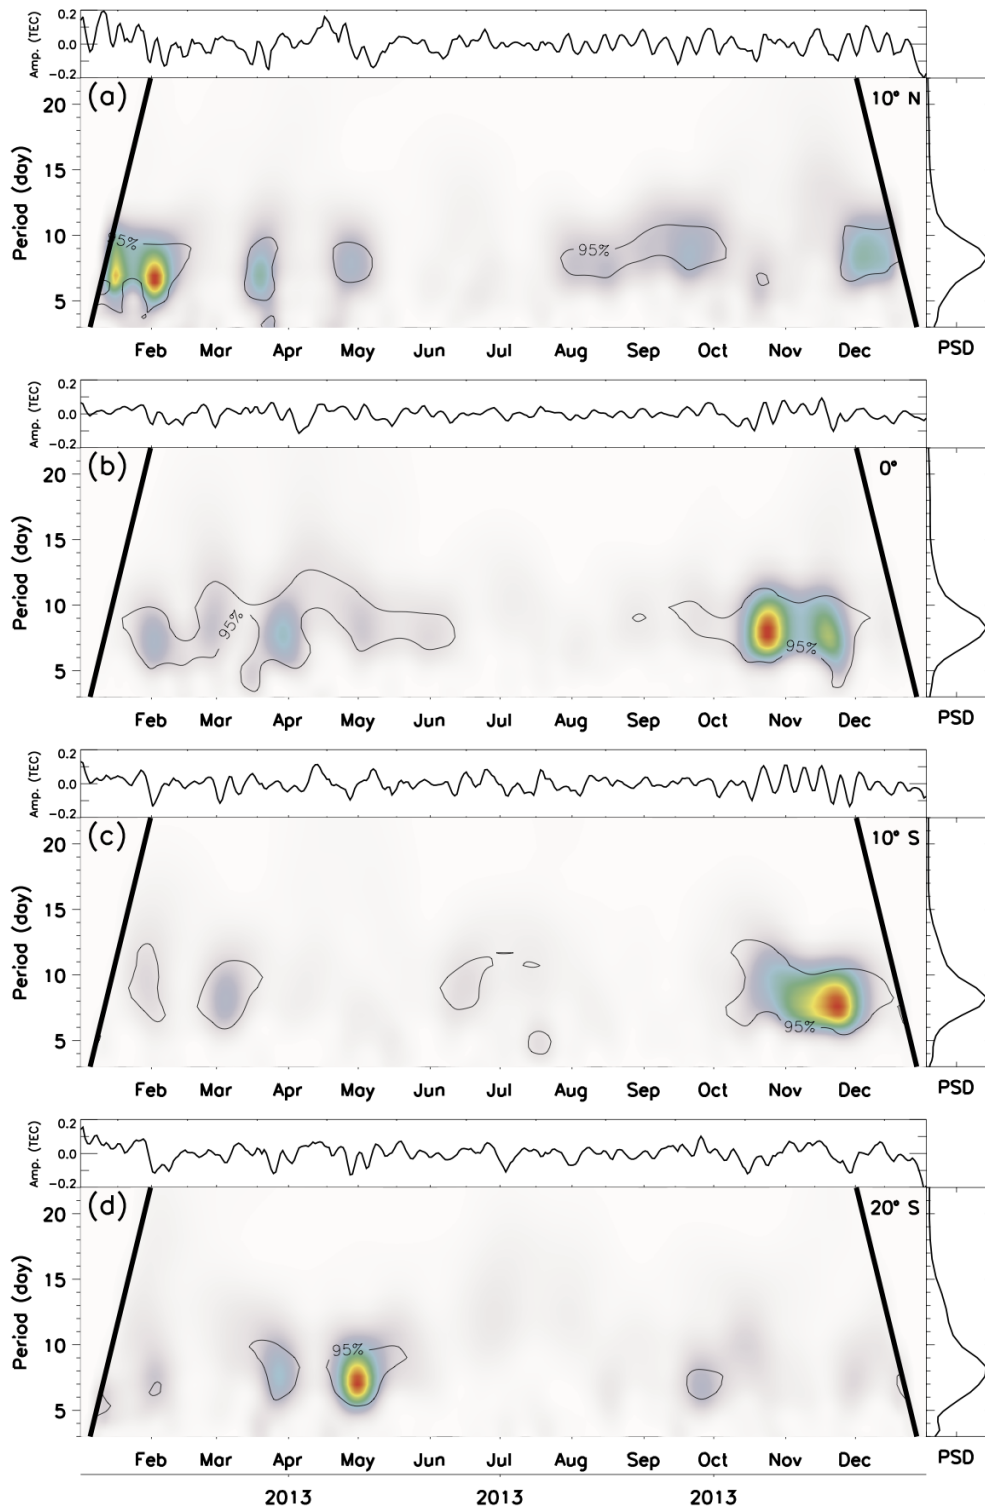 0.2
0.0
-0.2
Amp. (TEC)
(a)
10° N
20
15
10
5
Period (day)
95%
95%
Feb Mar Apr May Jun Jul Aug Sep Oct Nov Dec PSD
0.2
0.0
-0.2
Amp. (TEC)
(b)
0°
20
15
10
5
Period (day)
95%
95%
Feb Mar Apr May Jun Jul Aug Sep Oct Nov Dec PSD
0.2
0.0
-0.2
Amp. (TEC)
(c)
10° S
20
15
10
5
Period (day)
95%
Feb Mar Apr May Jun Jul Aug Sep Oct Nov Dec PSD
0.2
0.0
-0.2
Amp. (TEC)
(d)
20° S
20
15
10
5
Period (day)
95%
Feb Mar Apr May Jun Jul Aug Sep Oct Nov Dec PSD
2013 2013 2013